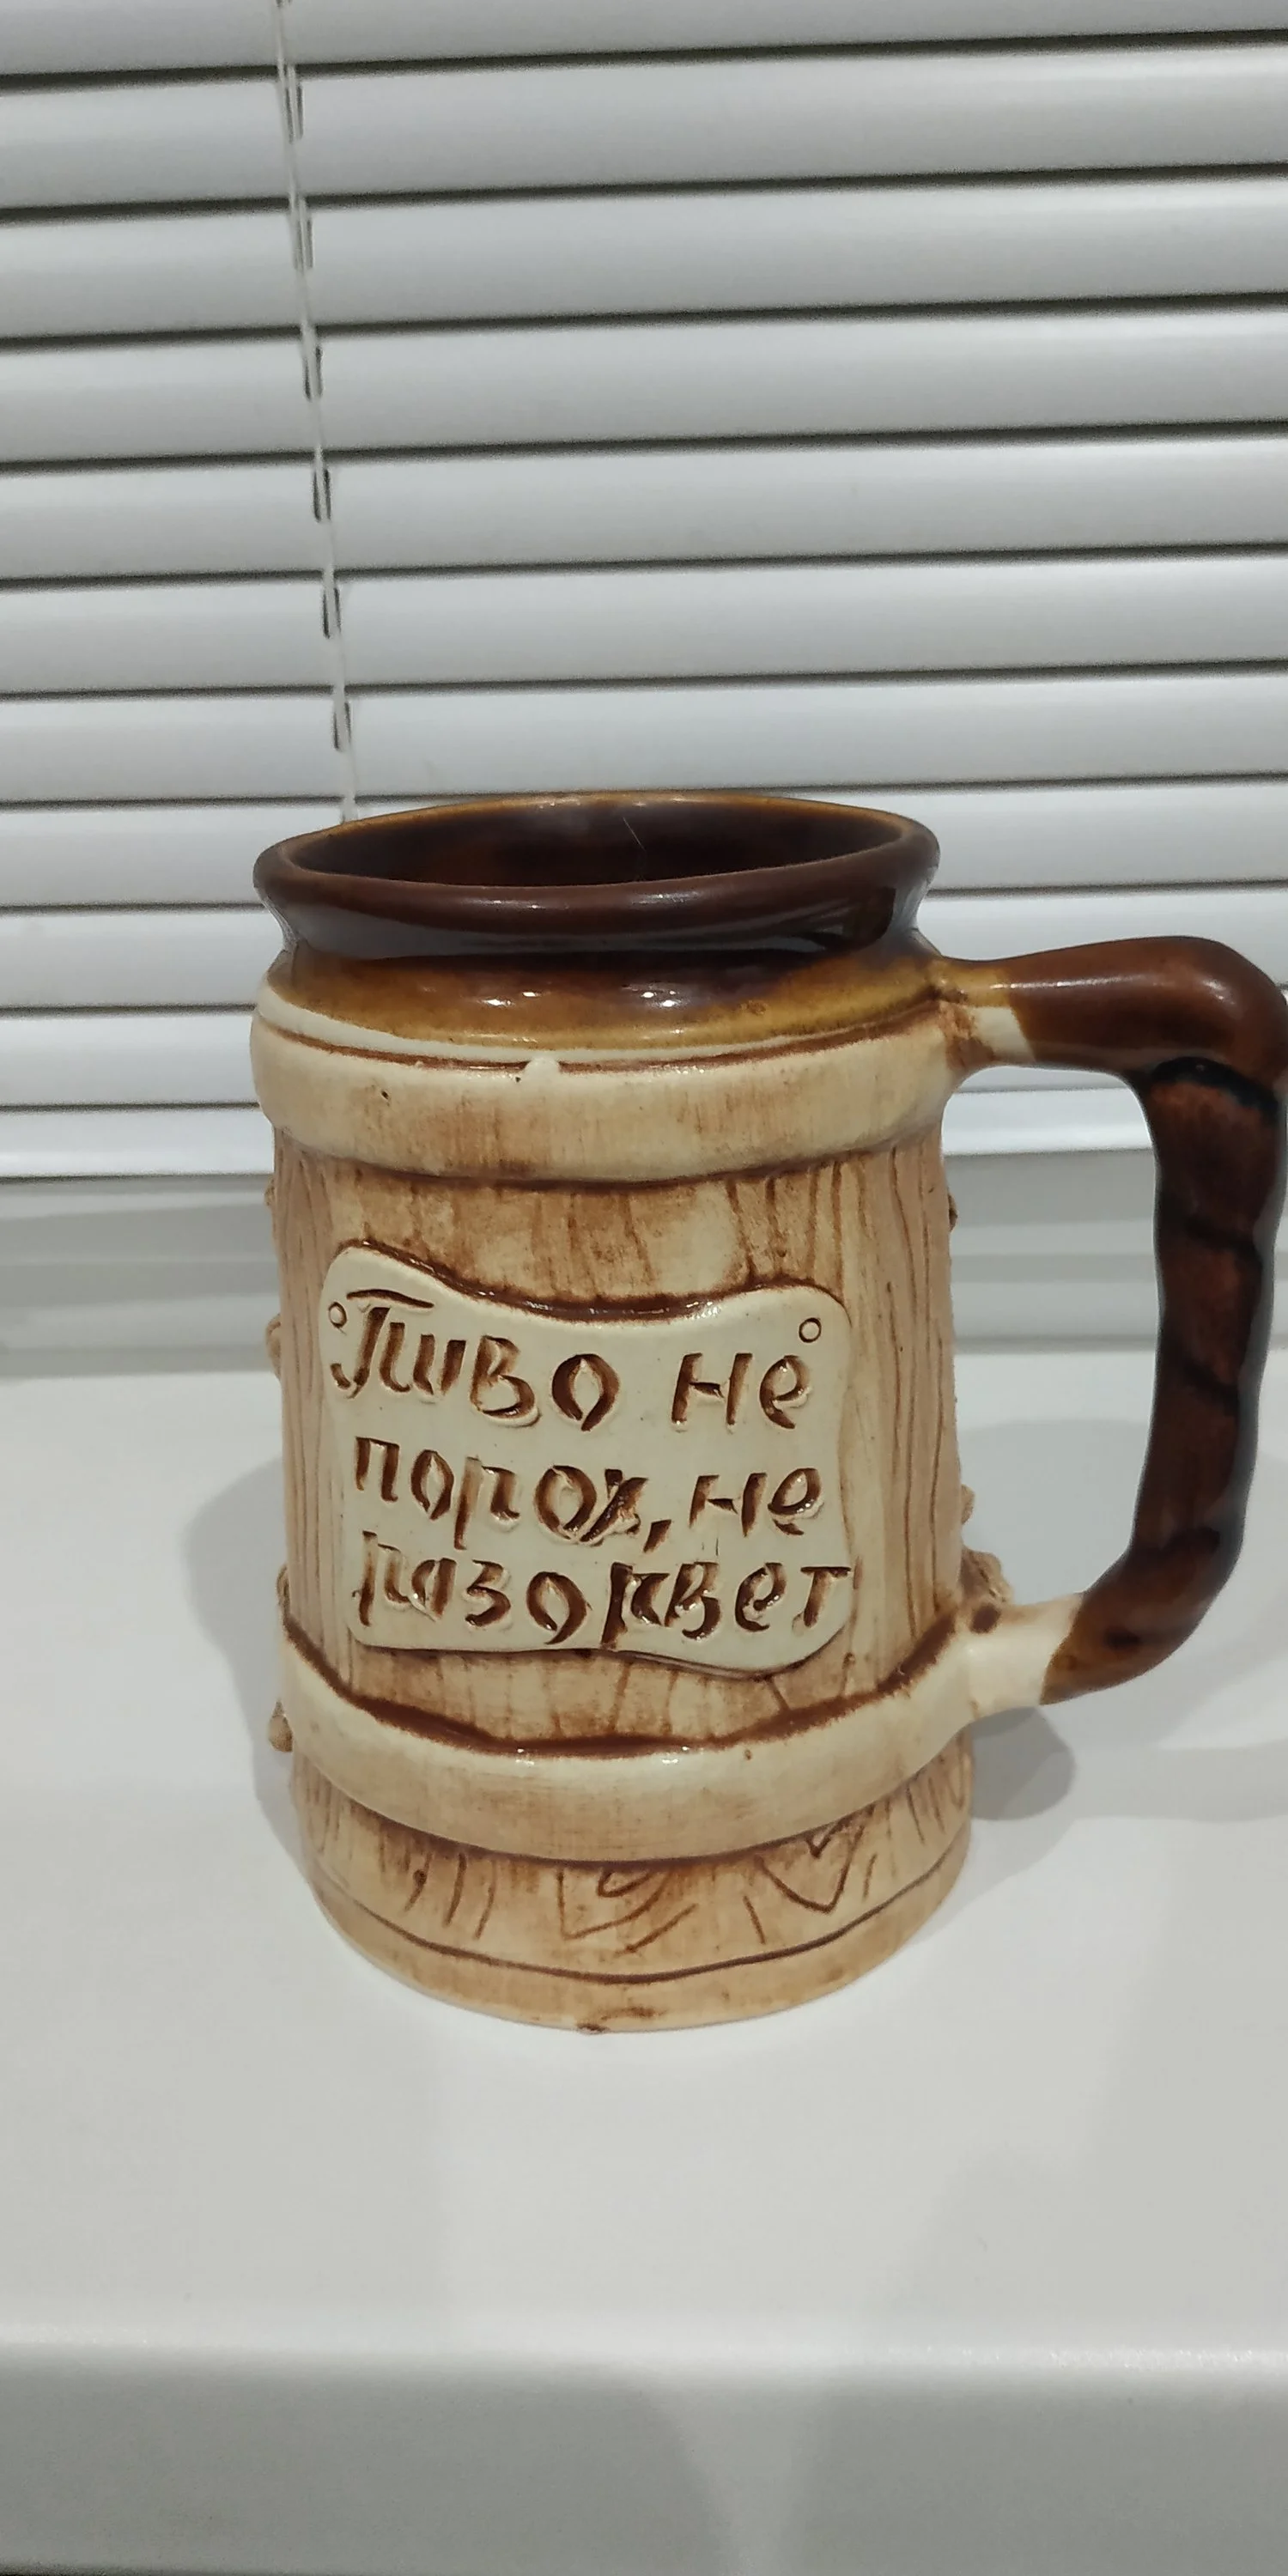 Пиво не
порох, не
разорвет